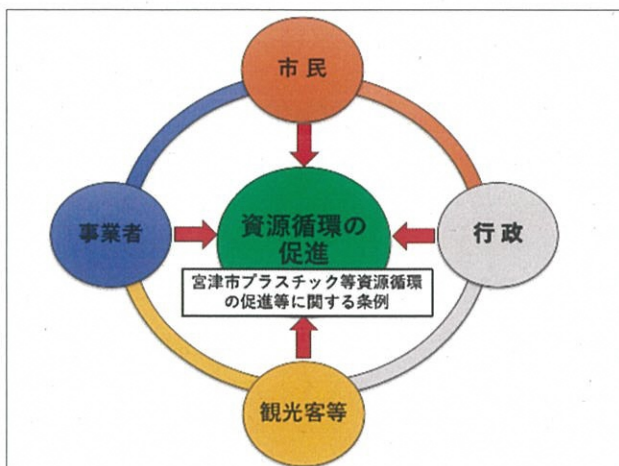 市民
事業者
資源循環の
促進
行政
宮津市プラスチック等資源循環
の促進等に関する条例
観光客等